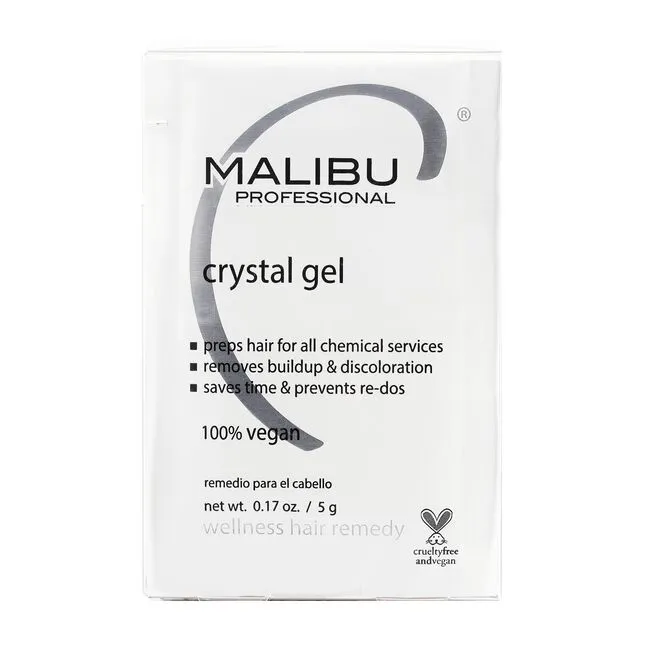 ®
MALIBU
PROFESSIONAL
crystal gel
▪ preps hair for all chemical services
▪ removes buildup & discoloration
▪ saves time & prevents re-dos
100% vegan
remedio para el cabello
net wt. 0.17 oz. / 5 g
wellness hair remedy
crueltyfree
andvegan